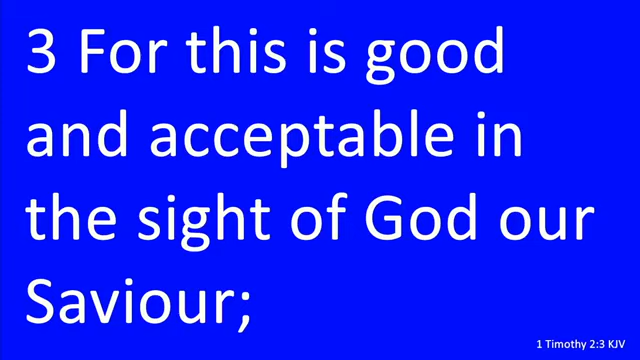 3 For this is good
and acceptable in
the sight of God our
Saviour;
1 Timothy 2:3 KJV